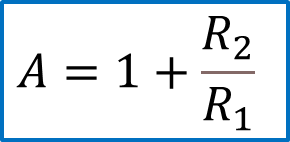 A = 1 + R₂/R₁